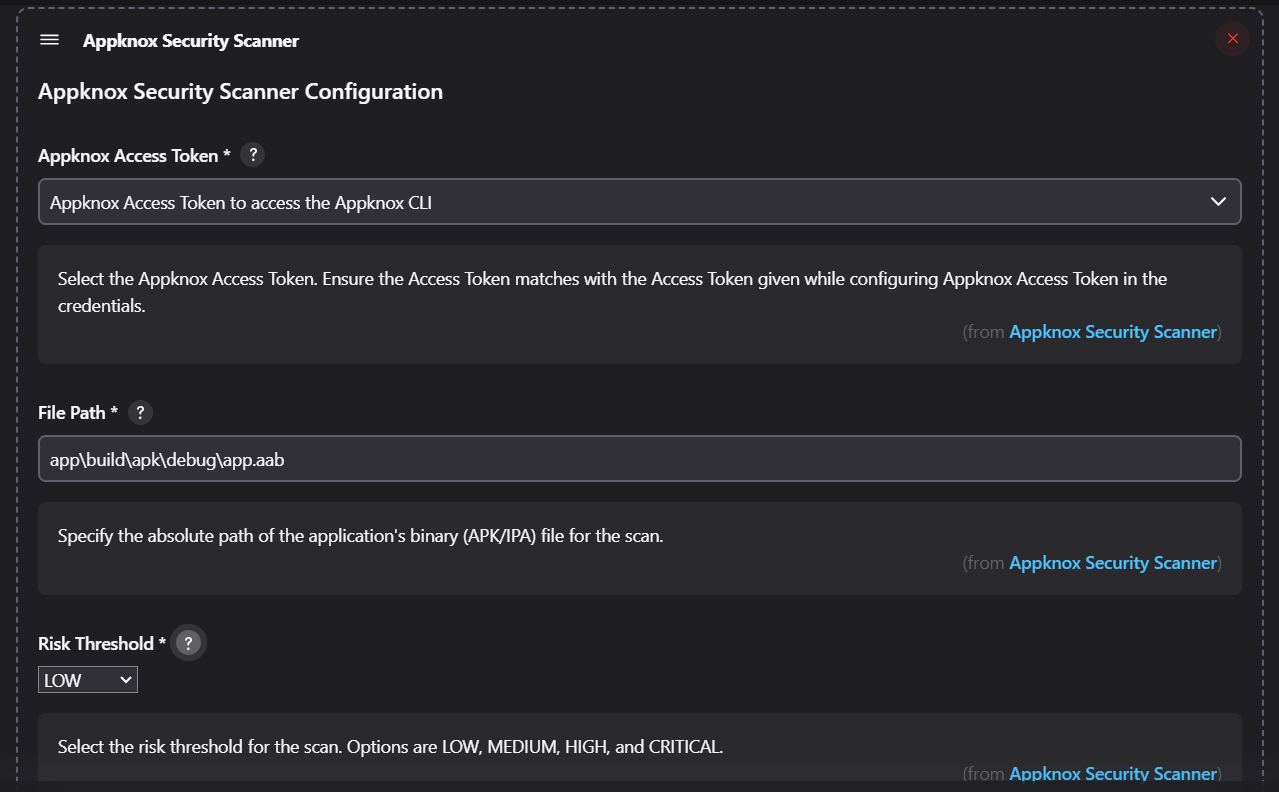 Appknox Security Scanner
Appknox Security Scanner Configuration
Appknox Access Token * ?
Appknox Access Token to access the Appknox CLI
Select the Appknox Access Token. Ensure the Access Token matches with the Access Token given while configuring Appknox Access Token in the
credentials.
(from Appknox Security Scanner)
File Path * ?
app\build\apk\debug\app.aab
Specify the absolute path of the application's binary (APK/IPA) file for the scan.
(from Appknox Security Scanner)
Risk Threshold * ?
LOW
Select the risk threshold for the scan. Options are LOW, MEDIUM, HIGH, and CRITICAL.
(from Appknox Security Scanner)